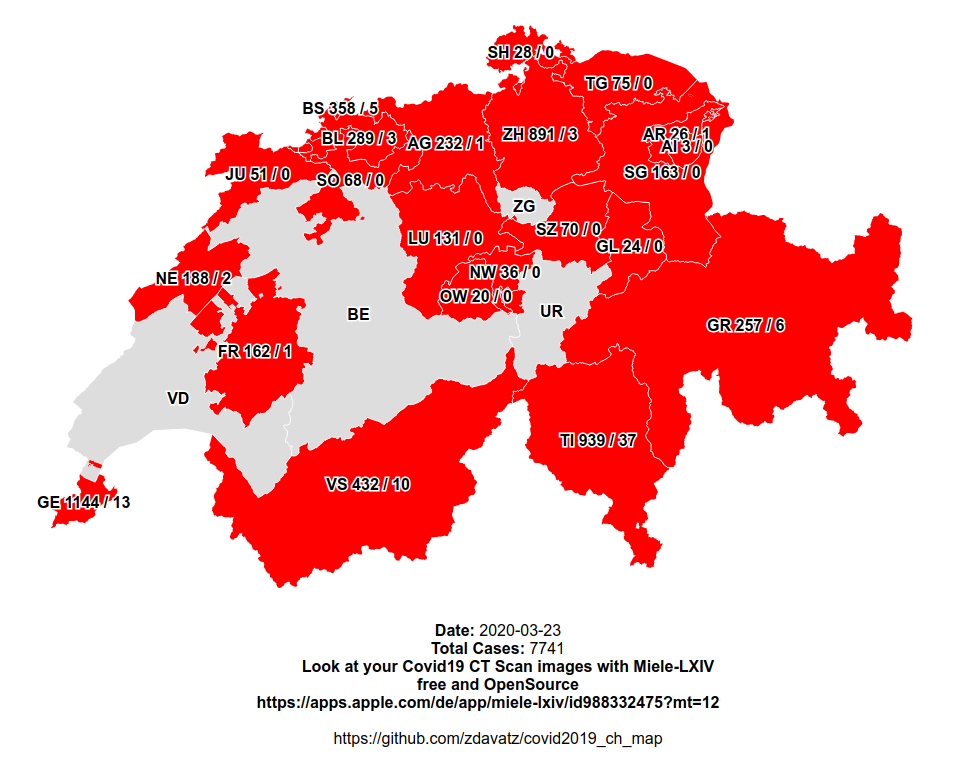 SH 28 / 0
TG 75 / 0
BS 358 / 5
BL 289 / 3
AG 232 / 1
ZH 891 / 3
AR 26 / 1
AI 3 / 0
JU 51 / 0
SO 68 / 0
SG 163 / 0
ZG
SZ 70 / 0
LU 131 / 0
GL 24 / 0
NE 188 / 2
NW 36 / 0
OW 20 / 0
BE
UR
GR 257 / 6
FR 162 / 1
VD
TI 939 / 37
VS 432 / 10
GE 1144 / 13
Date: 2020-03-23
Total Cases: 7741
Look at your Covid19 CT Scan images with Miele-LXIV
free and OpenSource
https://apps.apple.com/de/app/miele-lxiv/id988332475?mt=12
https://github.com/zdavatz/covid2019_ch_map